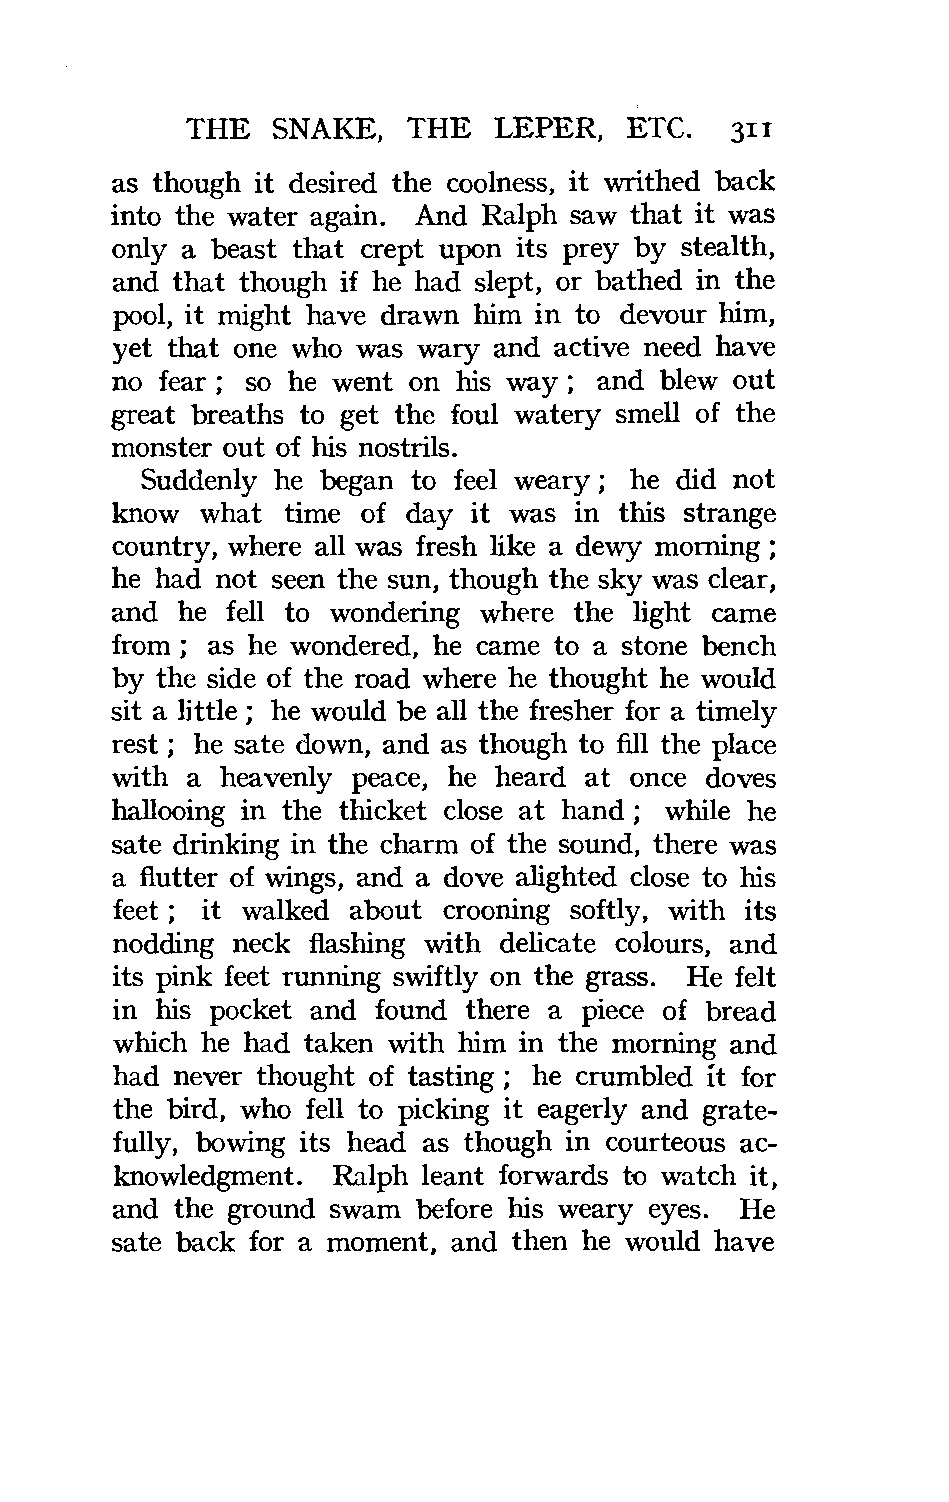 THE SNAKE, THE LEPER, ETC. 311
as though it desired the coolness, it writhed back
into the water again. And Ralph saw that it was
only a beast that crept upon its prey by stealth,
and that though if he had slept, or bathed in the
pool, it might have drawn him in to devour him,
yet that one who was wary and active need have
no fear ; so he went on his way ; and blew out
great breaths to get the foul watery smell of the
monster out of his nostrils.
Suddenly he began to feel weary ; he did not
know what time of day it was in this strange
country, where all was fresh like a dewy morning ;
he had not seen the sun, though the sky was clear,
and he fell to wondering where the light came
from ; as he wondered, he came to a stone bench
by the side of the road where he thought he would
sit a little ; he would be all the fresher for a timely
rest ; he sate down, and as though to fill the place
with a heavenly peace, he heard at once doves
hallooing in the thicket close at hand ; while he
sate drinking in the charm of the sound, there was
a flutter of wings, and a dove alighted close to his
feet ; it walked about crooning softly, with its
nodding neck flashing with delicate colours, and
its pink feet running swiftly on the grass. He felt
in his pocket and found there a piece of bread
which he had taken with him in the morning and
had never thought of tasting ; he crumbled it for
the bird, who fell to picking it eagerly and grate-
fully, bowing its head as though in courteous ac-
knowledgment. Ralph leant forwards to watch it,
and the ground swam before his weary eyes. He
sate back for a moment, and then he would have